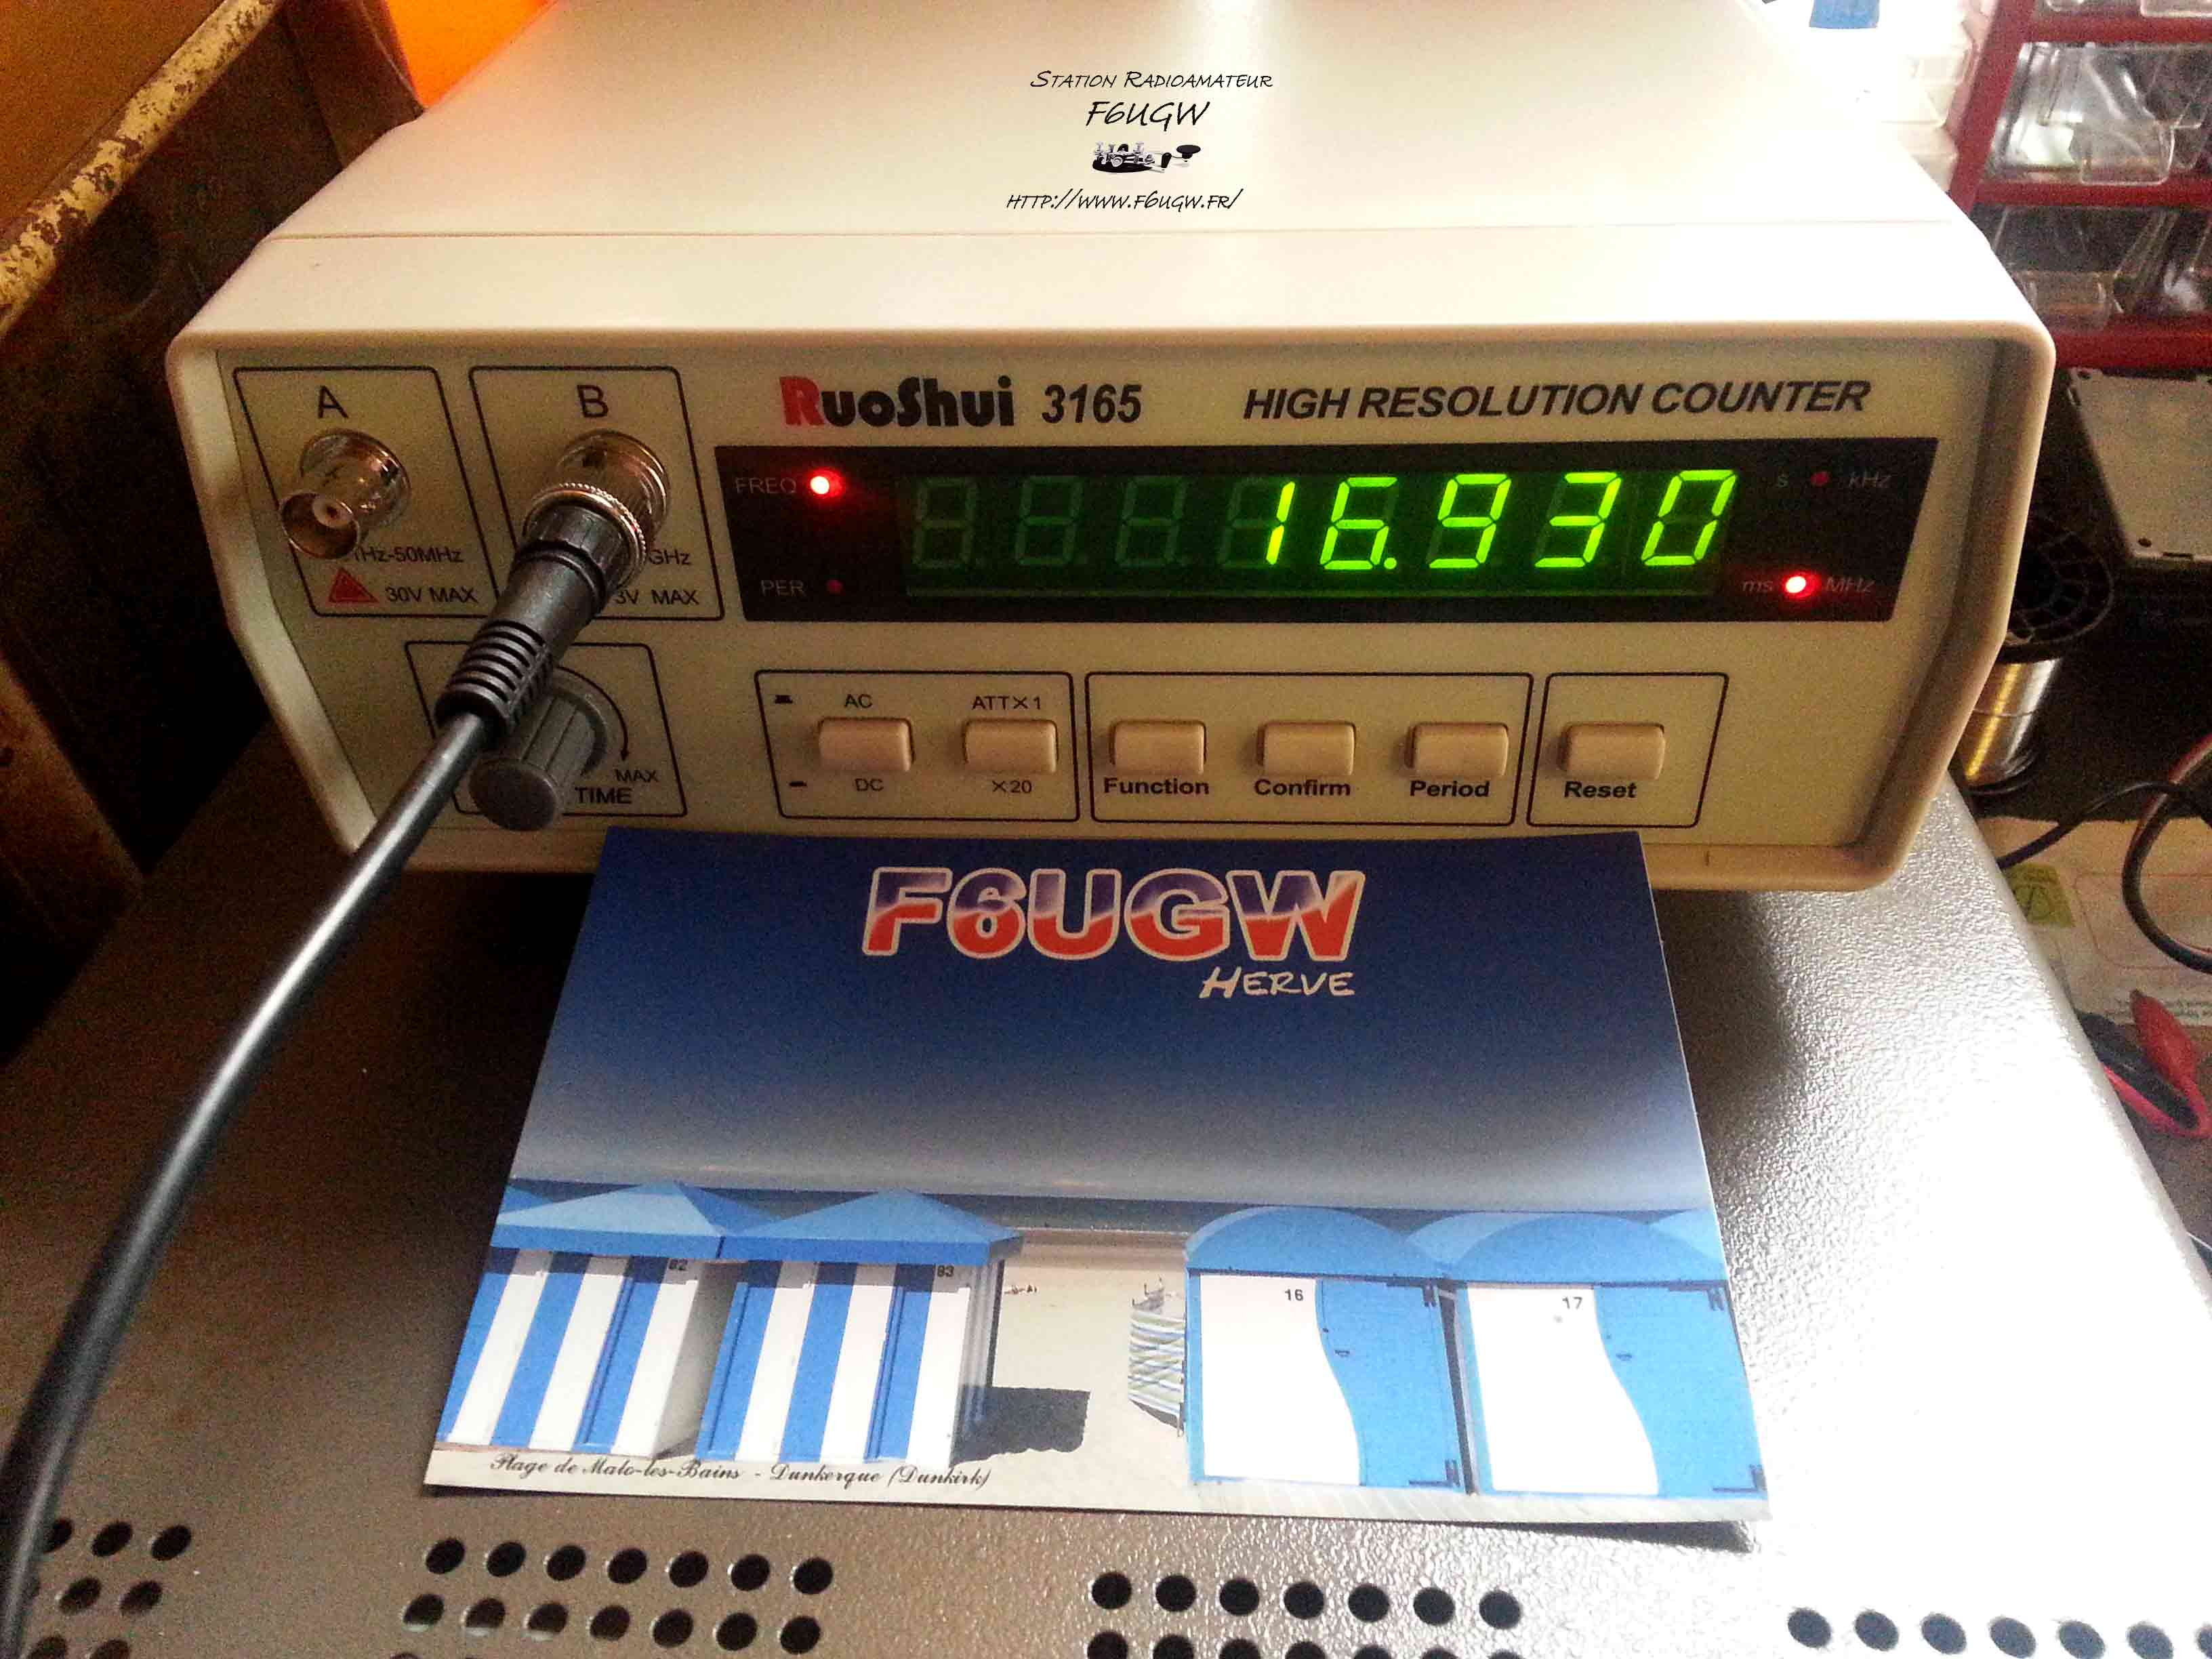 STATION RADIOAMATEUR
F6UGW
HTTP://WWW.F6UGW.FR/
A
B
RuoShui 3165
HIGH RESOLUTION COUNTER
FREQ
16.930
s
kHz
PER
ms
MHz
Hz-50MHz
30V MAX
GHz
3V MAX
MAX
TIME
AC
DC
ATT×1
×20
Function
Confirm
Period
Reset
F6UGW
HERVE
82
83
16
17
Plage de Malo-les-Bains - Dunkerque (Dunkirk)